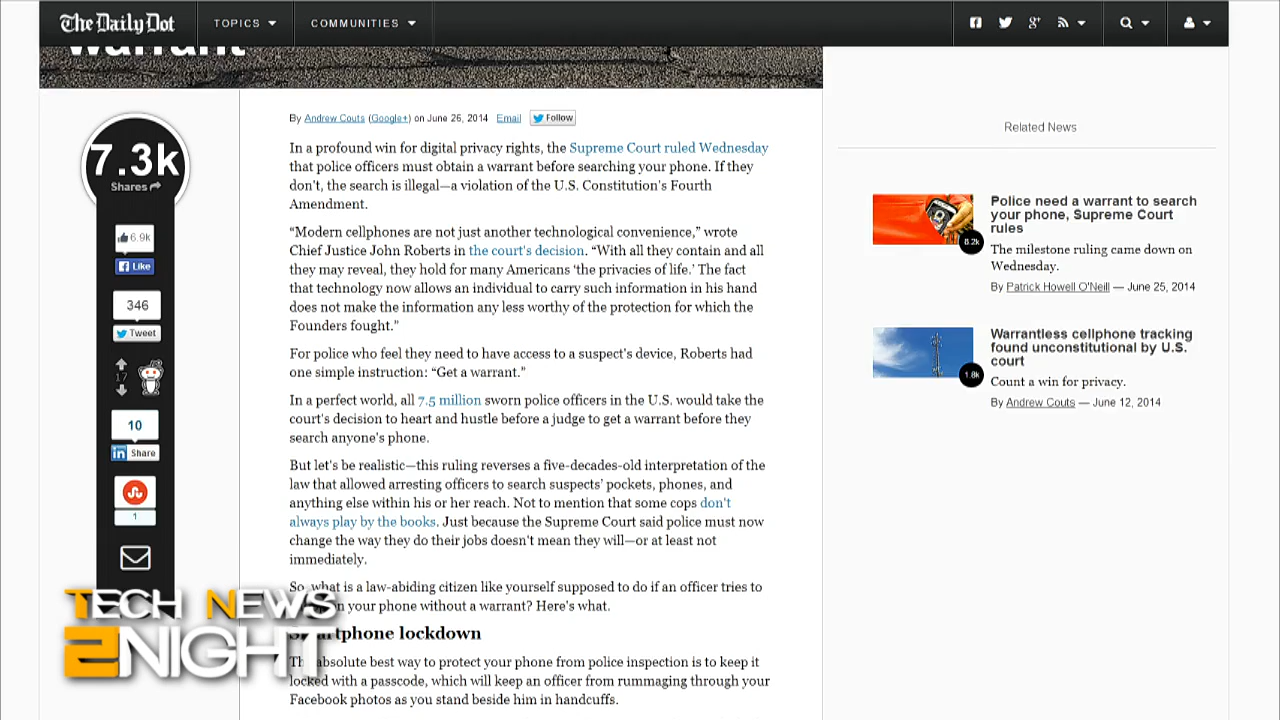 The Daily Dot
TOPICS
COMMUNITIES
warrant
7.3k
Shares
6.9k
Like
346
Tweet
17
10
in Share
1
By Andrew Couts (Google+) on June 26, 2014 Email Follow
In a profound win for digital privacy rights, the Supreme Court ruled Wednesday
that police officers must obtain a warrant before searching your phone. If they
don't, the search is illegal—a violation of the U.S. Constitution's Fourth
Amendment.
“Modern cellphones are not just another technological convenience,” wrote
Chief Justice John Roberts in the court's decision. “With all they contain and all
they may reveal, they hold for many Americans ‘the privacies of life.’ The fact
that technology now allows an individual to carry such information in his hand
does not make the information any less worthy of the protection for which the
Founders fought.”
For police who feel they need to have access to a suspect's device, Roberts had
one simple instruction: “Get a warrant.”
In a perfect world, all 7.5 million sworn police officers in the U.S. would take the
court's decision to heart and hustle before a judge to get a warrant before they
search anyone's phone.
But let's be realistic—this ruling reverses a five-decades-old interpretation of the
law that allowed arresting officers to search suspects’ pockets, phones, and
anything else within his or her reach. Not to mention that some cops don't
always play by the books. Just because the Supreme Court said police must now
change the way they do their jobs doesn't mean they will—or at least not
immediately.
So, what is a law-abiding citizen like yourself supposed to do if an officer tries to
on your phone without a warrant? Here's what.
Smartphone lockdown
The absolute best way to protect your phone from police inspection is to keep it
locked with a passcode, which will keep an officer from rummaging through your
Facebook photos as you stand beside him in handcuffs.
Related News
Police need a warrant to search
your phone, Supreme Court
rules
8.2k
The milestone ruling came down on
Wednesday.
By Patrick Howell O'Neill — June 25, 2014
Warrantless cellphone tracking
found unconstitutional by U.S.
court
1.8k
Count a win for privacy.
By Andrew Couts — June 12, 2014
TECH NEWS
2NIGHT